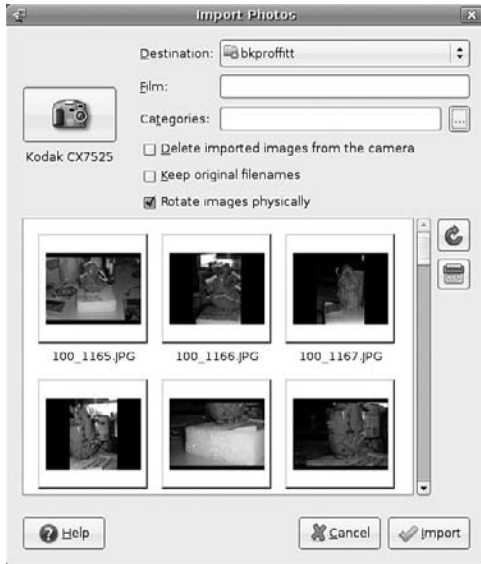 Import Photos
Destination: bkproffitt
Film:
Categories: ...
Kodak CX7525
Delete imported images from the camera
Keep original filenames
Rotate images physically
100_1165.JPG 100_1166.JPG 100_1167.JPG
Help Cancel Import